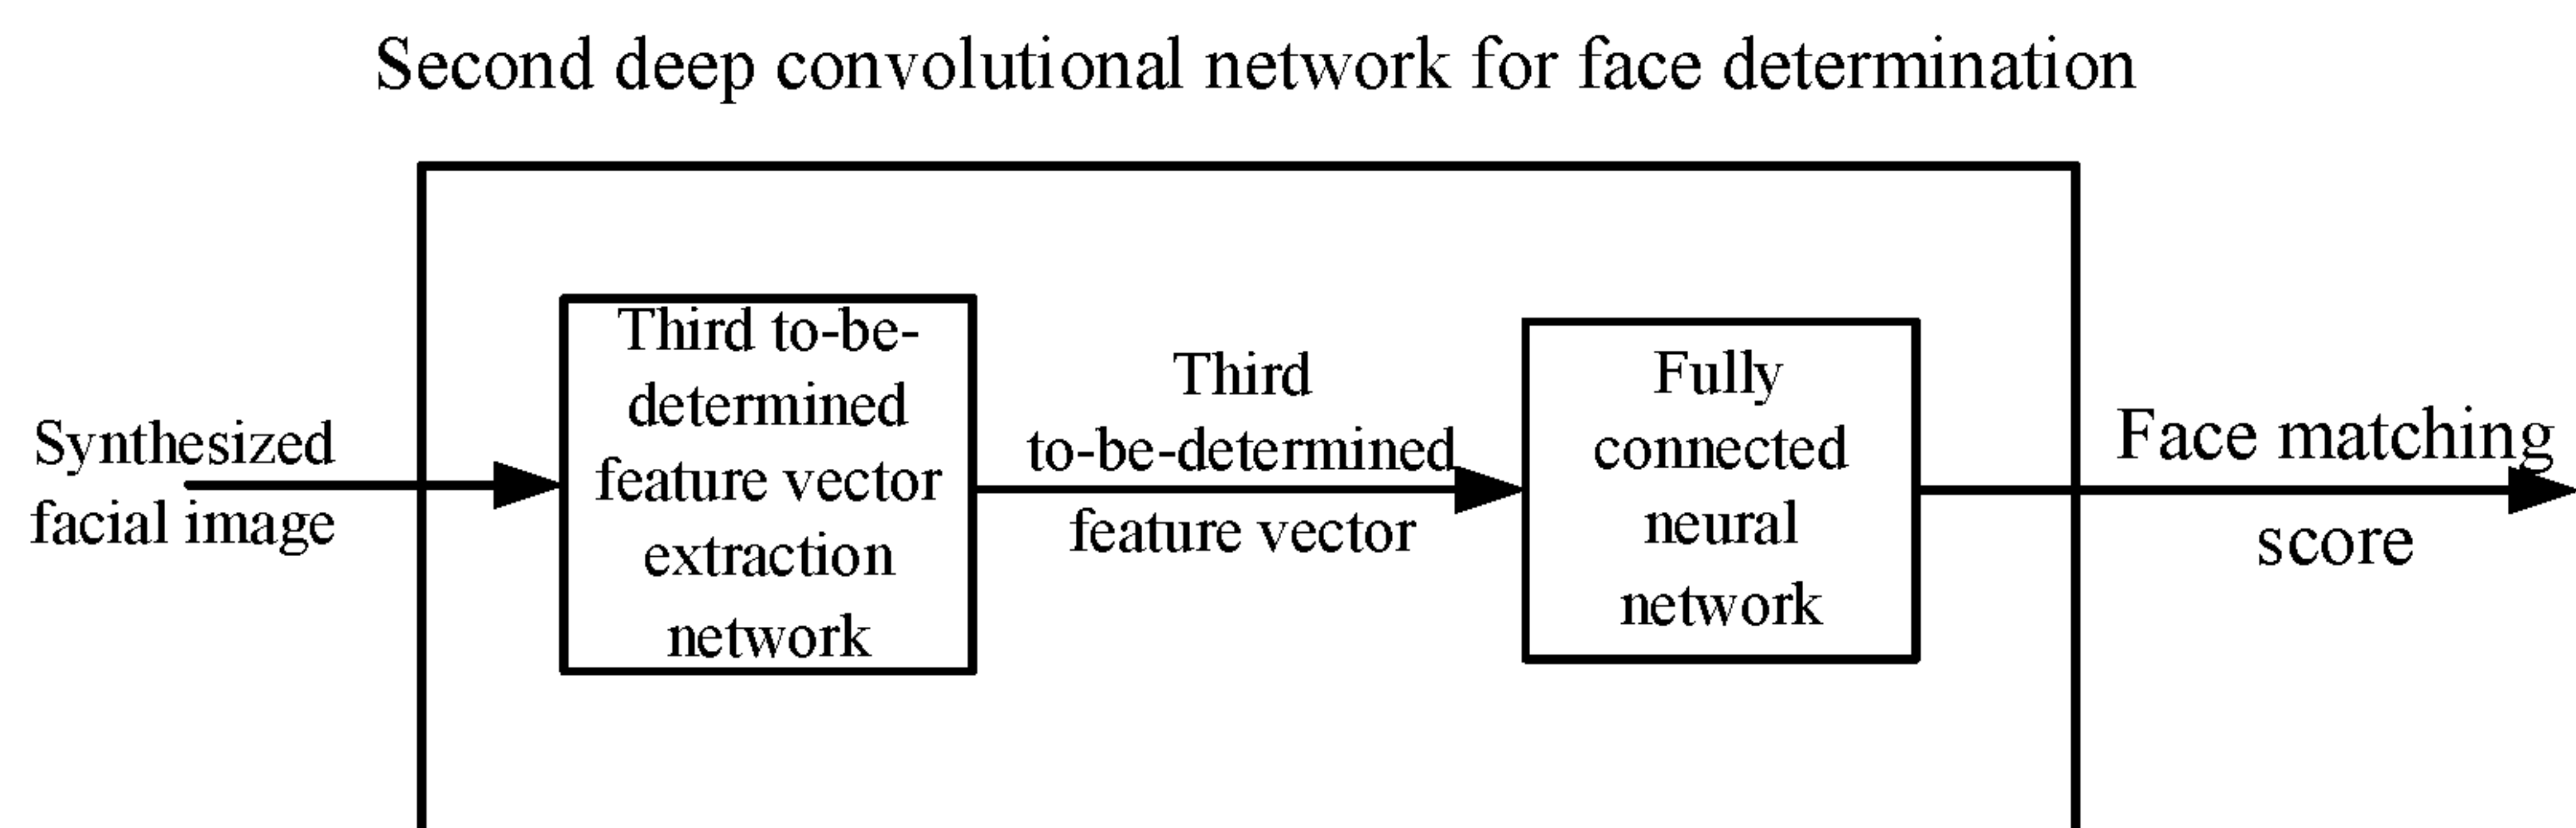 Second deep convolutional network for face determination
Synthesized
facial image
Third to-be-
determined
feature vector
extraction
network
Third
to-be-determined
feature vector
Fully
connected
neural
network
Face matching
score